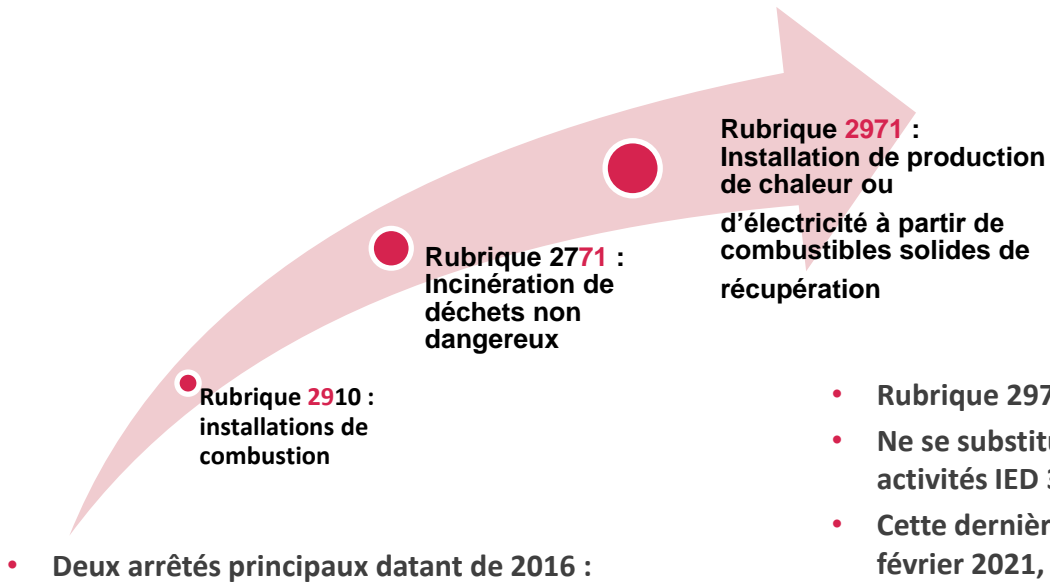 Rubrique 2971 :
Installation de production
de chaleur ou
d’électricité à partir de
combustibles solides de
récupération
Rubrique 2771 :
Incinération de
déchets non
dangereux
Rubrique 2910 :
installations de
combustion
• Rubrique 297
• Ne se substitu
activités IED 3
• Cette dernièr
février 2021,
• Deux arrêtés principaux datant de 2016 :